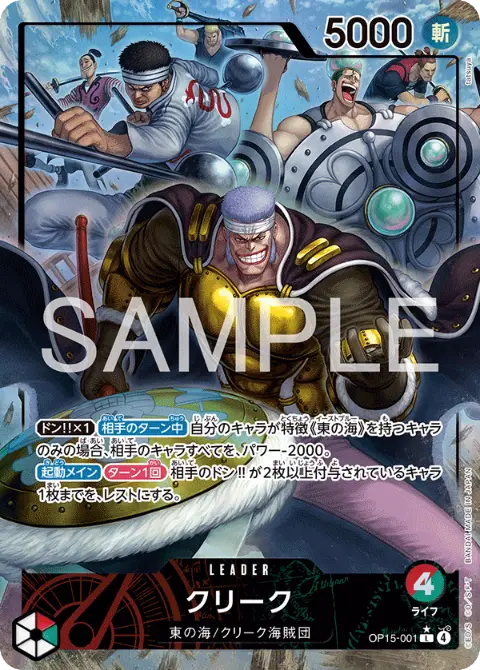 5000 斬
Tatsuya
SAMPLE
ドン!!×1 相手のターン中 自分のキャラが特徴《東の海》を持つキャラ
のみの場合、相手のキャラすべてを、パワー-2000。
起動メイン ターン1回 相手のドン!!が2枚以上付与されているキャラ
1枚までを、レストにする。
BANDAI MADE IN JAPAN
LEADER
クリーク
東の海/クリーク海賊団
4
ライフ
OP15-001 L 4